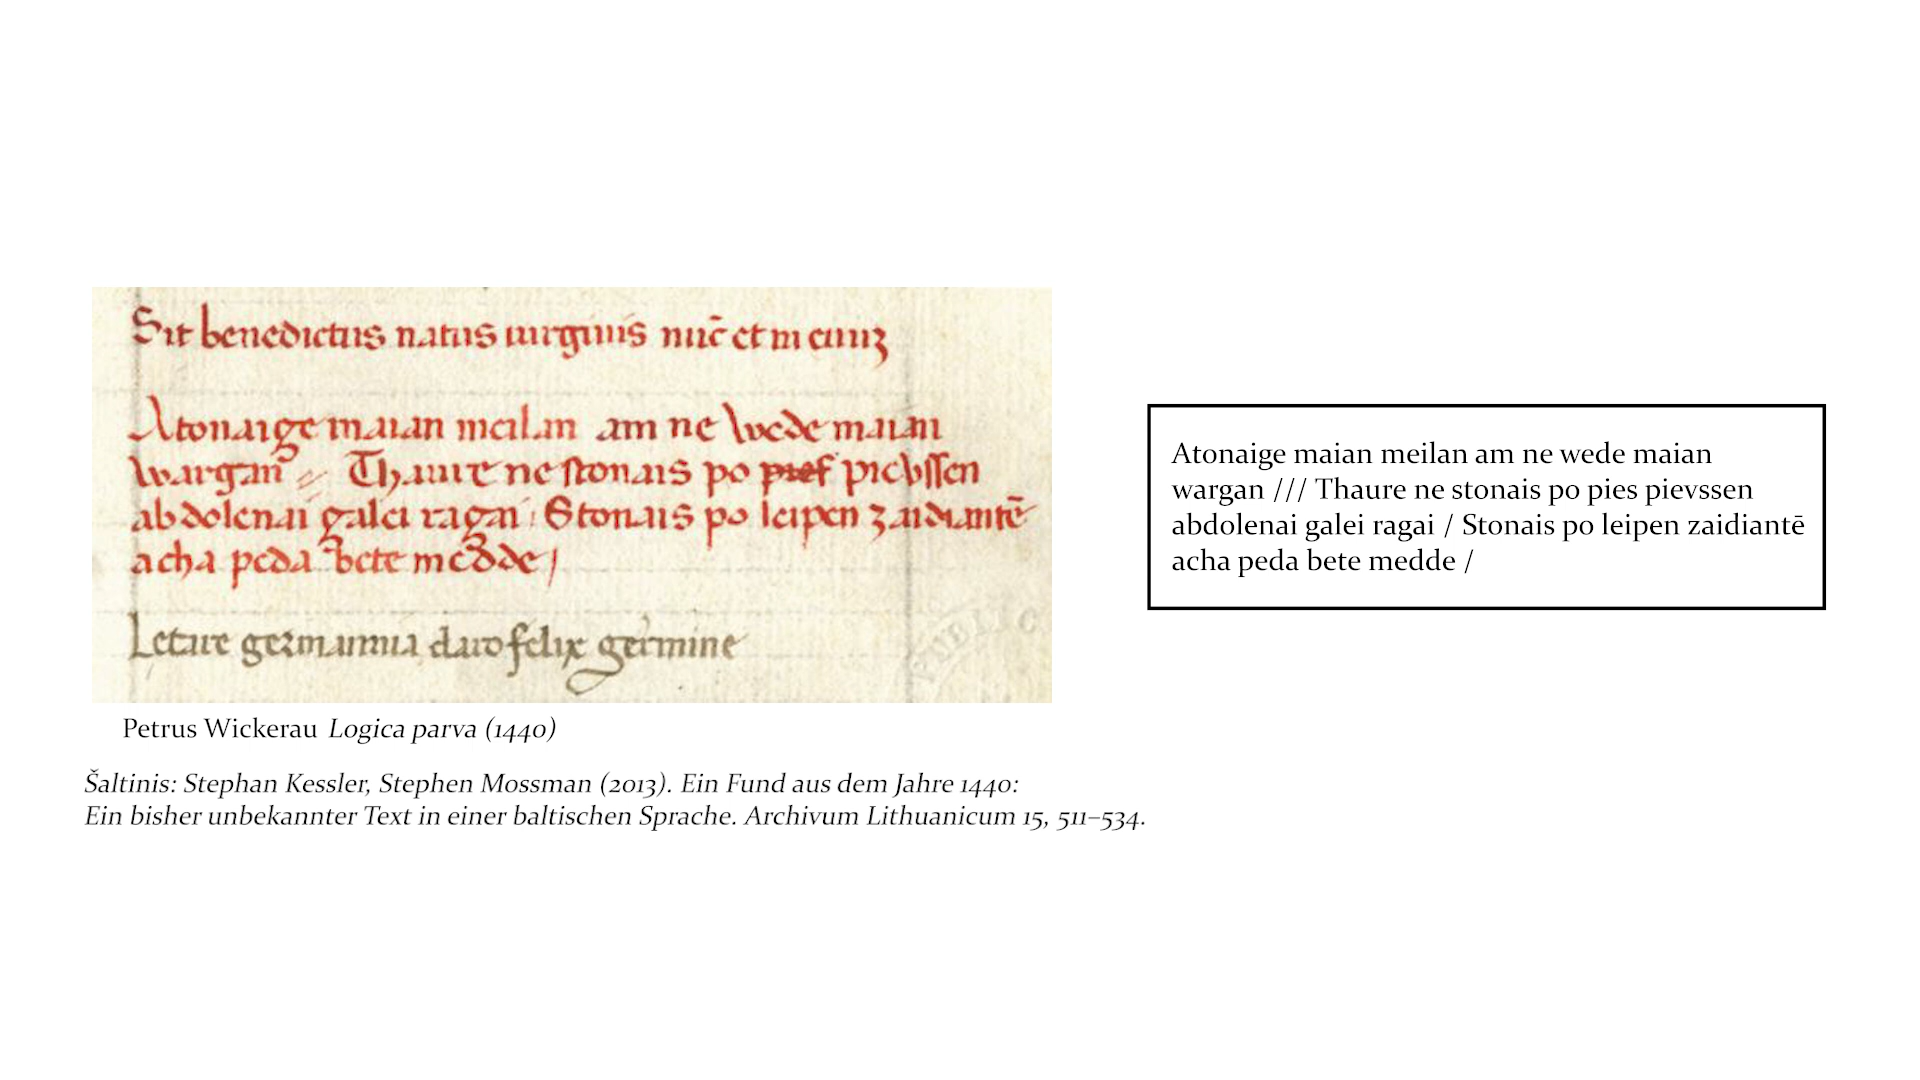 Sit benedictus natus uirginis nūc et in eu
Atonaige maian meilan am ne wede maian
wargan // Thaure ne stonais po pies pievssen
abdolenai galei ragai / Stonais po leipen zaidiantē
acha peda bete medde /
Letare germannia claro felix germine
Petrus Wickerau Logica parva (1440)
Šaltinis: Stephan Kessler, Stephen Mossman (2013). Ein Fund aus dem Jahre 1440:
Ein bisher unbekannter Text in einer baltischen Sprache. Archivum Lithuanicum 15, 511–534.
Atonaige maian meilan am ne wede maian
wargan /// Thaure ne stonais po pies pievssen
abdolenai galei ragai / Stonais po leipen zaidiantē
acha peda bete medde /